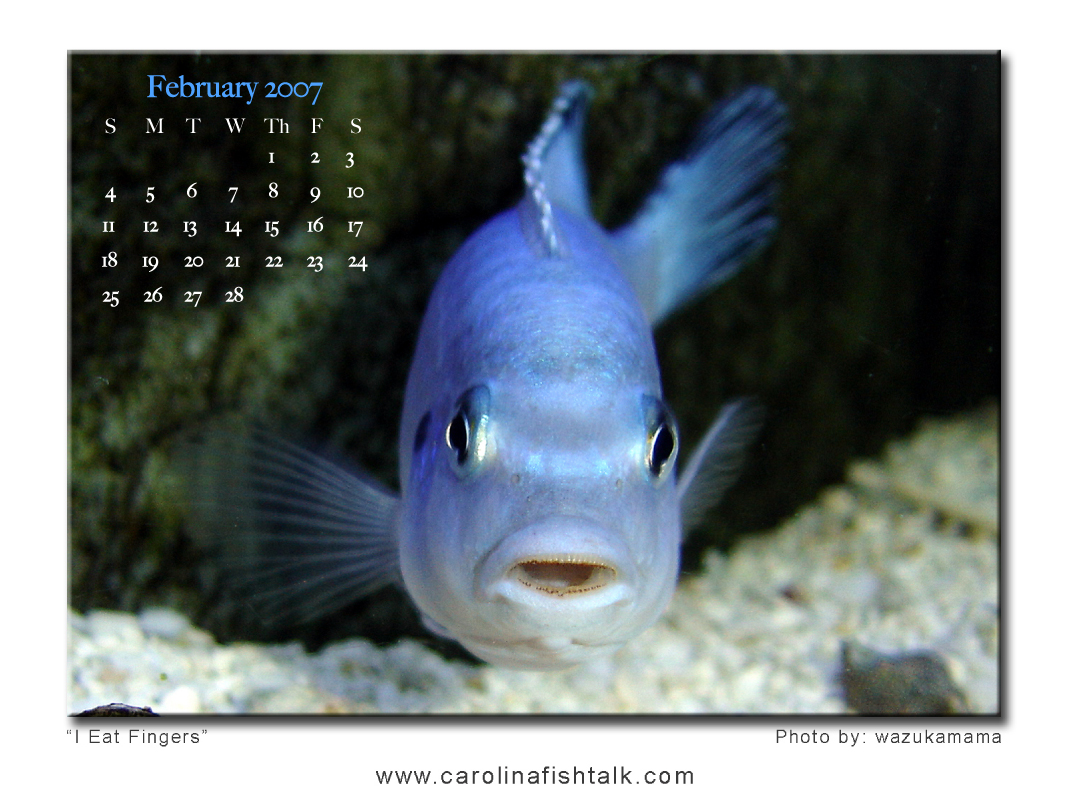 February 2007
S M T W Th F S
1 2 3
4 5 6 7 8 9 10
11 12 13 14 15 16 17
18 19 20 21 22 23 24
25 26 27 28
“I Eat Fingers”
Photo by: wazukamama
www.carolinafishtalk.com